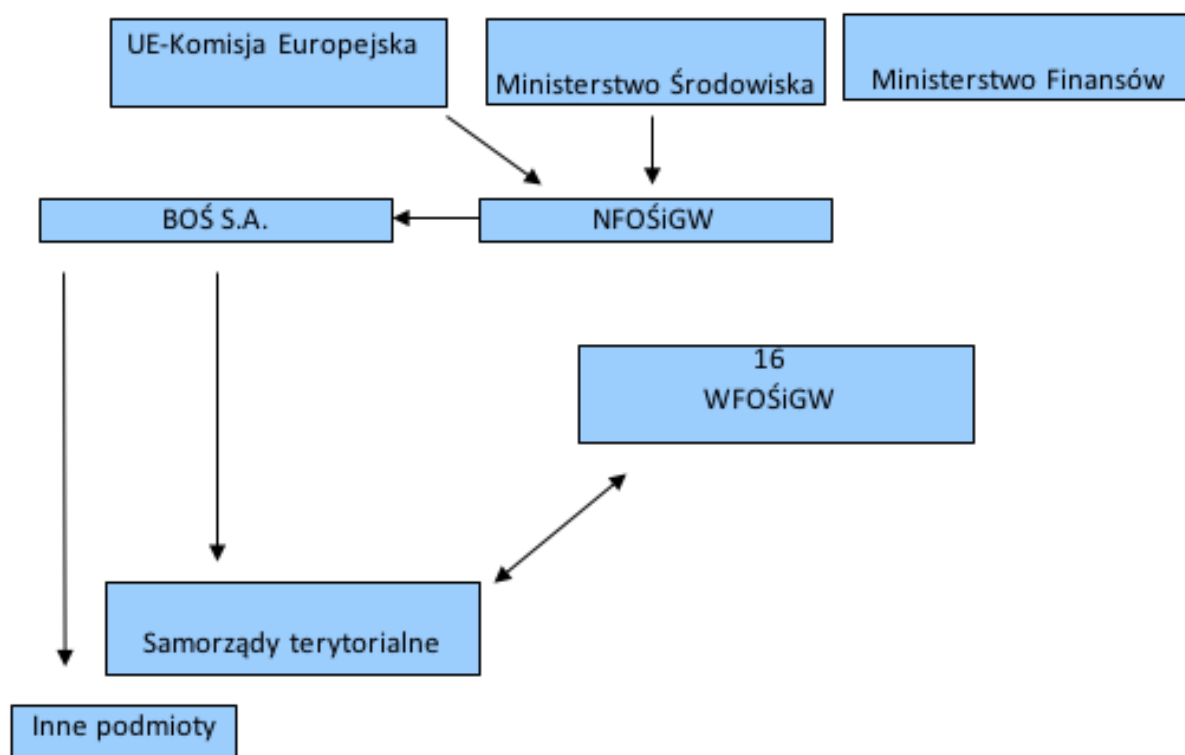 UE-Komisja Europejska
Ministerstwo Środowiska
Ministerstwo Finansów
BOŚ S.A.
NFOŚiGW
16
WFOŚiGW
Samorządy terytorialne
Inne podmioty